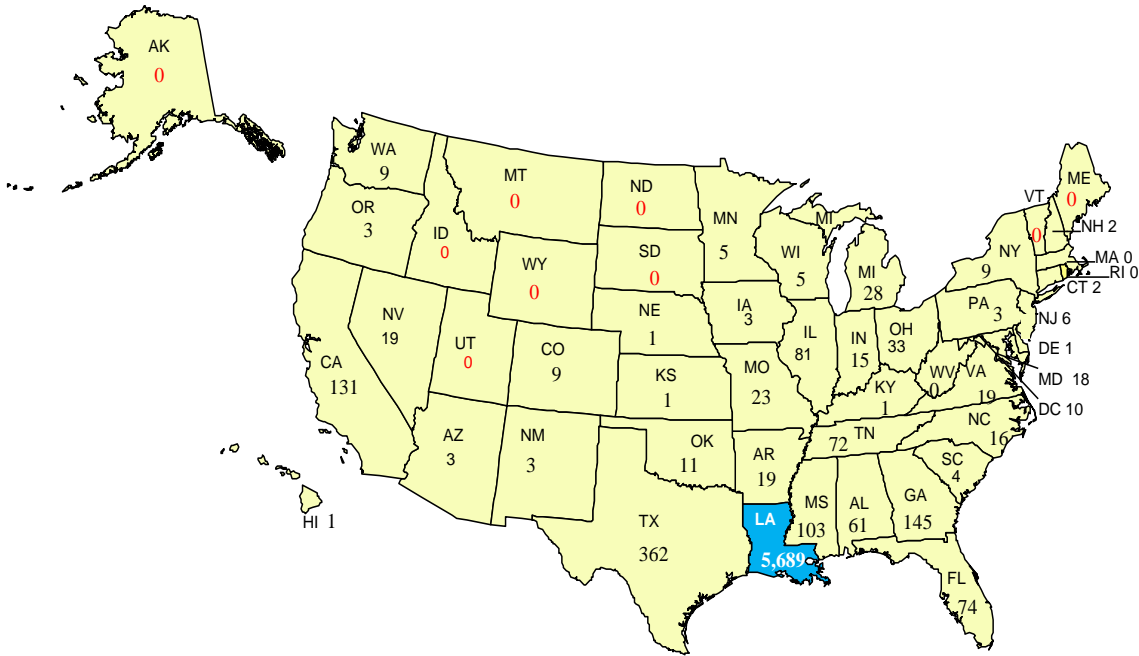 AK
0
WA
9
MT
0
ND
0
MN
5
OR
3
ID
0
WY
0
SD
0
WI
5
MI
MI
28
NY
9
VT
0
ME
0
NH 2
MA 0
RI 0
CT 2
NV
19
UT
0
CO
9
NE
1
IA
3
IL
81
IN
15
OH
33
PA
3
NJ 6
DE 1
MD 18
DC 10
CA
131
KS
1
MO
23
KY
1
WV
0
VA
19
AZ
3
NM
3
OK
11
AR
19
72 TN
NC
16
SC
4
HI 1
TX
362
LA
5,689
MS
103
AL
61
GA
145
FL
74